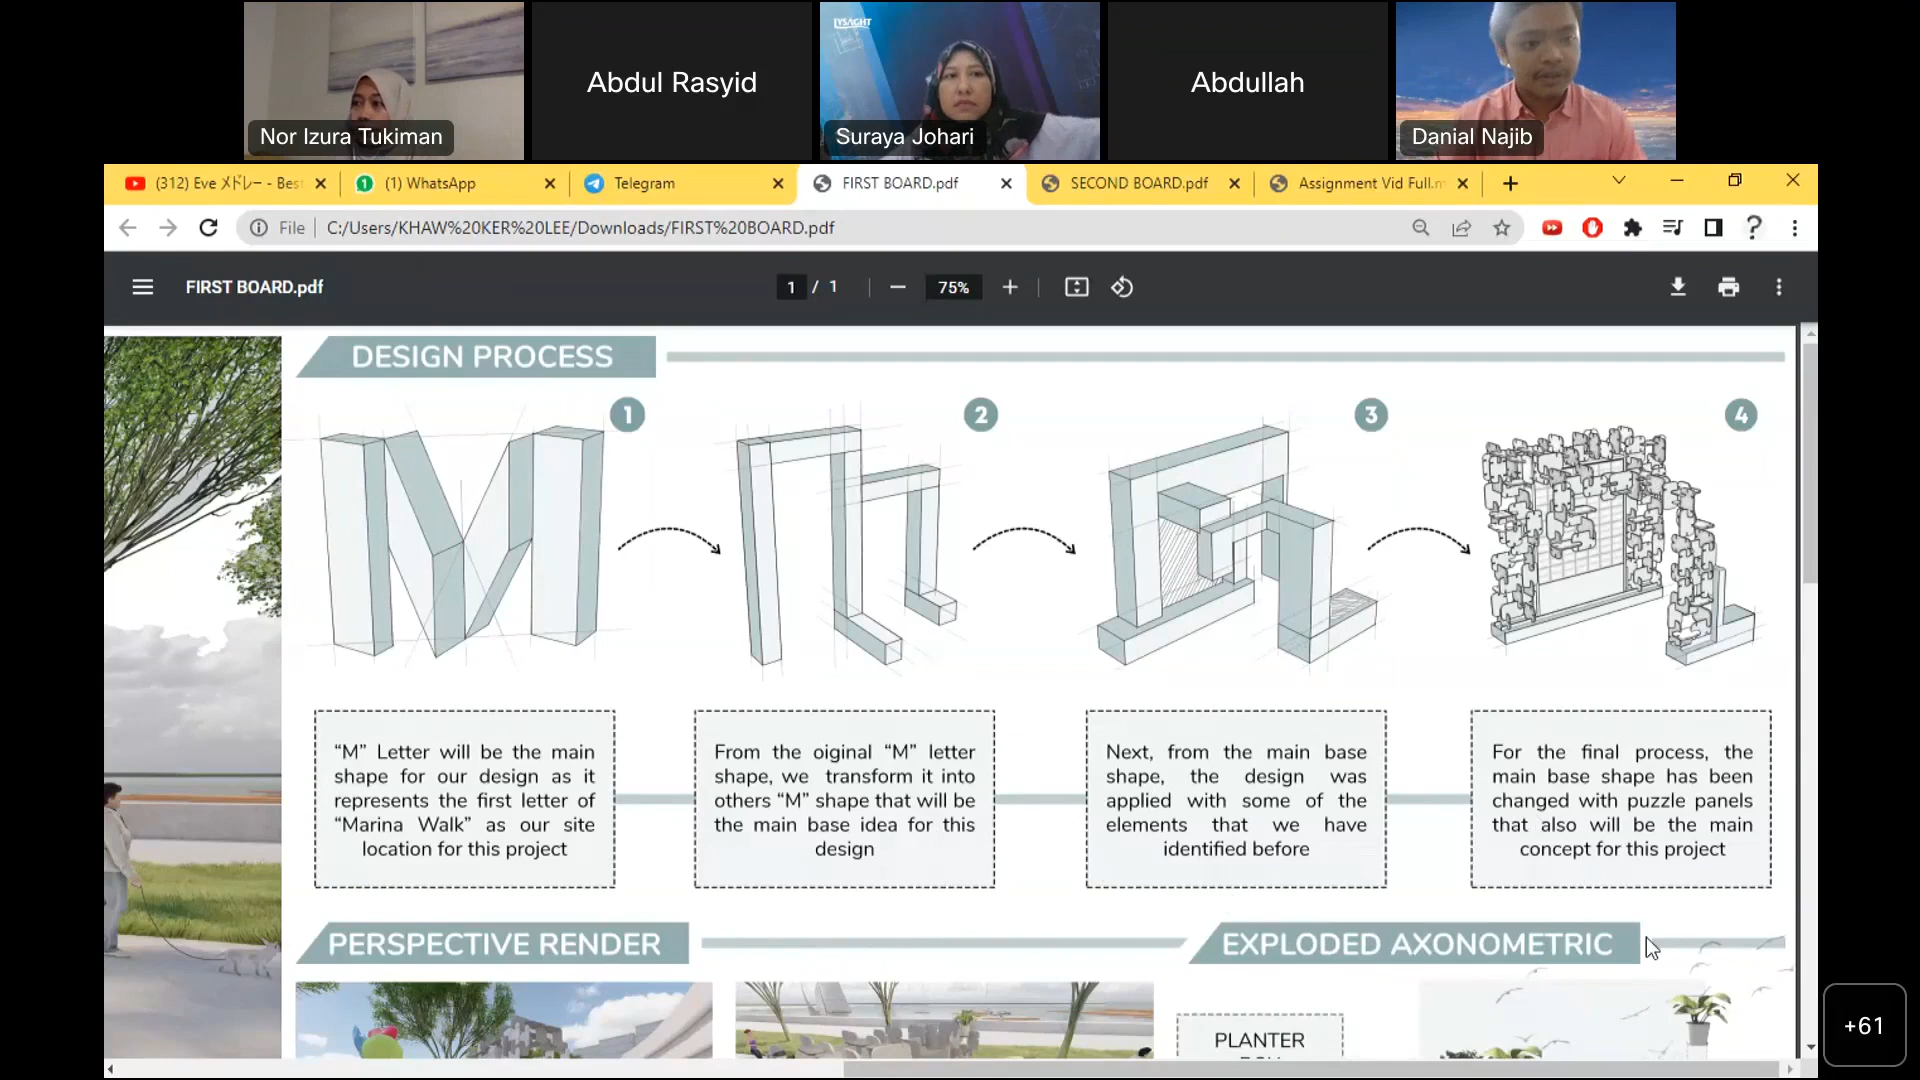 LYSAGHT
Abdul Rasyid
Abdullah
Nor Izura Tukiman
Suraya Johari
Danial Najib
(312) Eve メドレー - Bes
(1) WhatsApp
Telegram
FIRST BOARD.pdf
SECOND BOARD.pdf
Assignment Vid Full.m
File
C:/Users/KHAW%20KER%20LEE/Downloads/FIRST%20BOARD.pdf
FIRST BOARD.pdf
1 / 1
75%
DESIGN PROCESS
1
2
3
4
“M” Letter will be the main
shape for our design as it
represents the first letter of
“Marina Walk” as our site
location for this project
From the oiginal “M” letter
shape, we transform it into
others “M” shape that will be
the main base idea for this
design
Next, from the main base
shape, the design was
applied with some of the
elements that we have
identified before
For the final process, the
main base shape has been
changed with puzzle panels
that also will be the main
concept for this project
PERSPECTIVE RENDER
EXPLODED AXONOMETRIC
PLANTER
+61